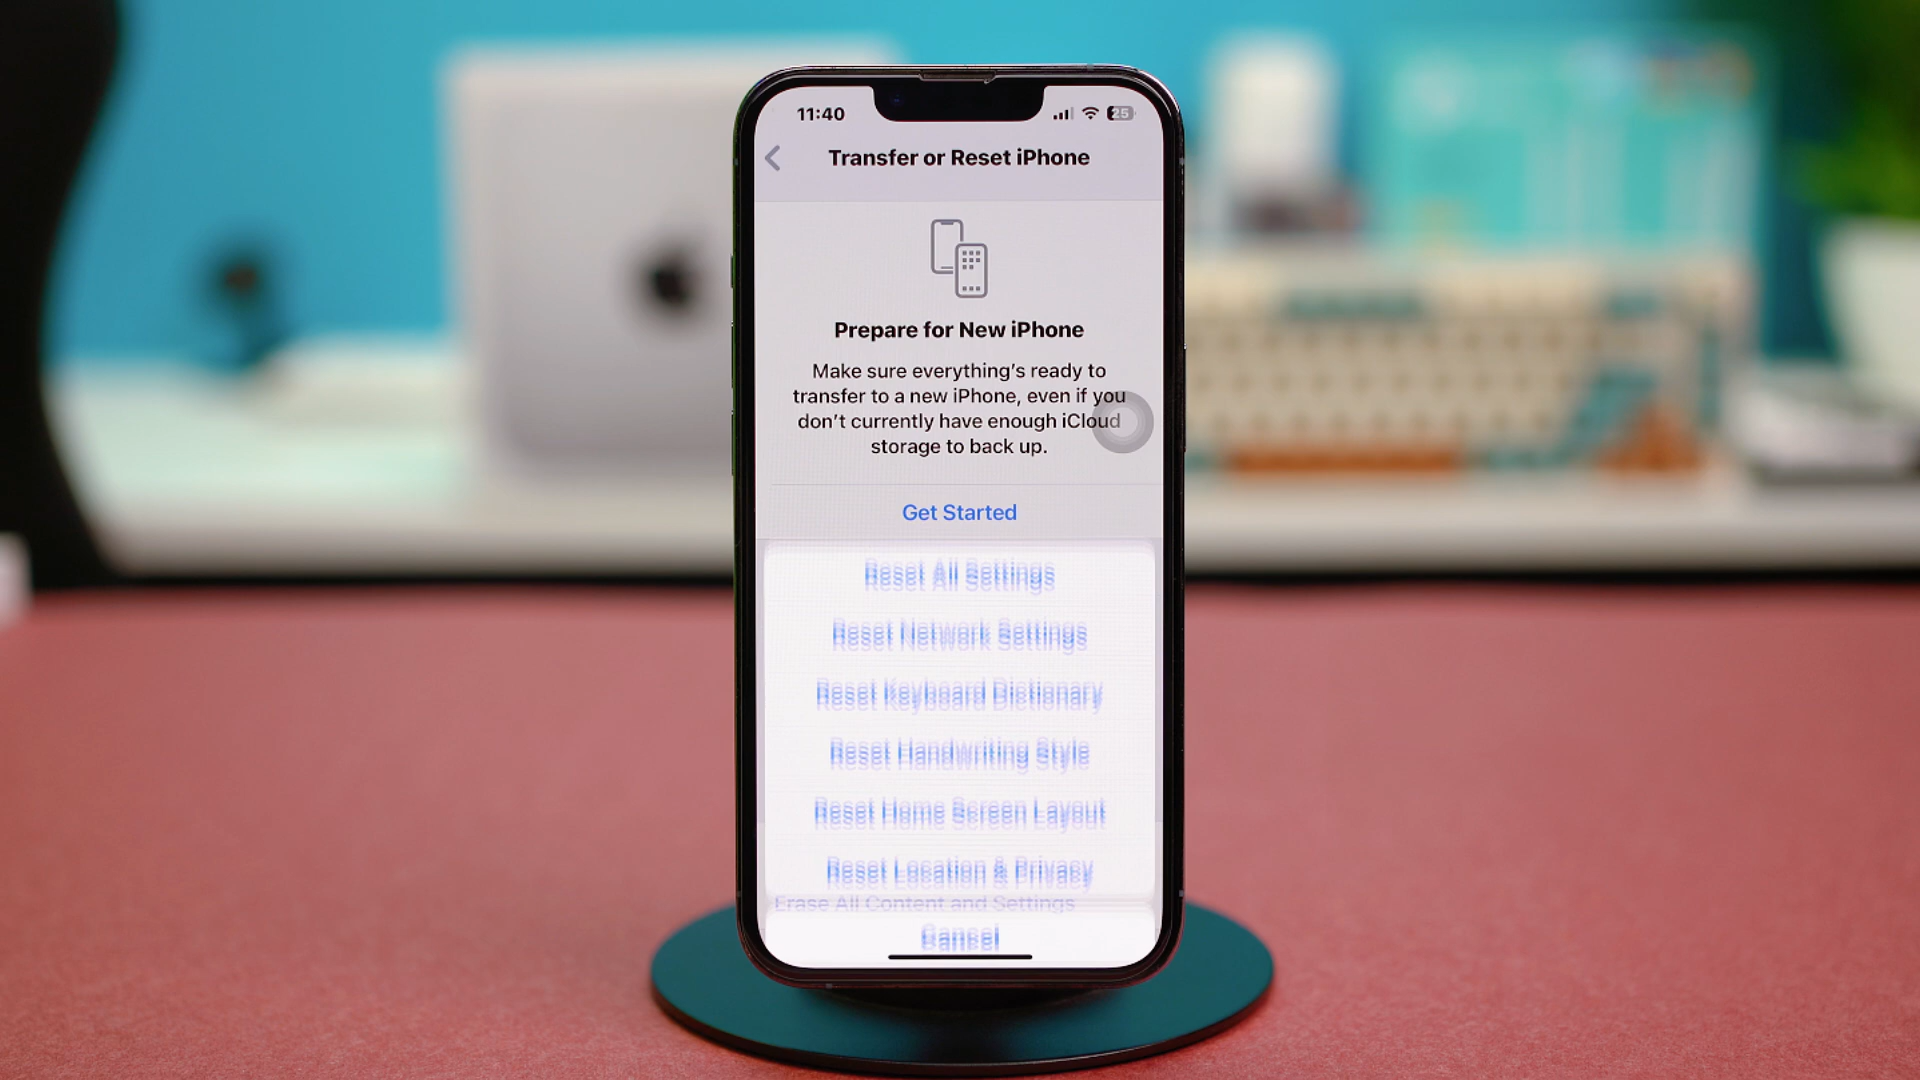 11:40
25
Transfer or Reset iPhone
Prepare for New iPhone
Make sure everything's ready to
transfer to a new iPhone, even if you
don't currently have enough iCloud
storage to back up.
Get Started
Reset All Settings
Reset Network Settings
Reset Keyboard Dictionary
Reset Handwriting Style
Reset Home Screen Layout
Reset Location & Privacy
Erase All Content and Settings
Cancel